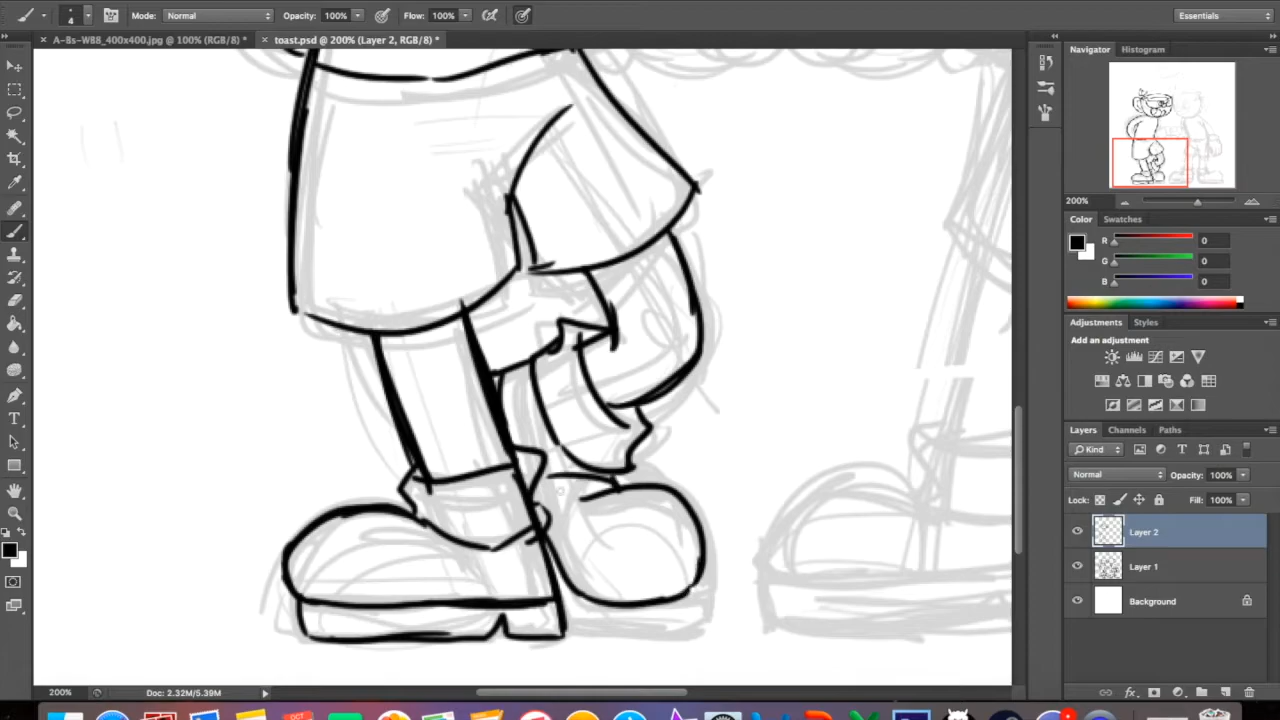 4 Mode: Normal Opacity: 100% Flow: 100% Essentials
A-Bs-WB8_400x400.jpg @ 100% (RGB/8) * toast.psd @ 200% (Layer 2, RGB/8) *
Navigator Histogram
200%
Color Swatches
R 0
G 0
B 0
Adjustments Styles
Add an adjustment
Layers Channels Paths
Kind
Normal Opacity: 100%
Lock: Fill: 100%
Layer 2
Layer 1
Background
200% Doc: 2.32M/5.39M